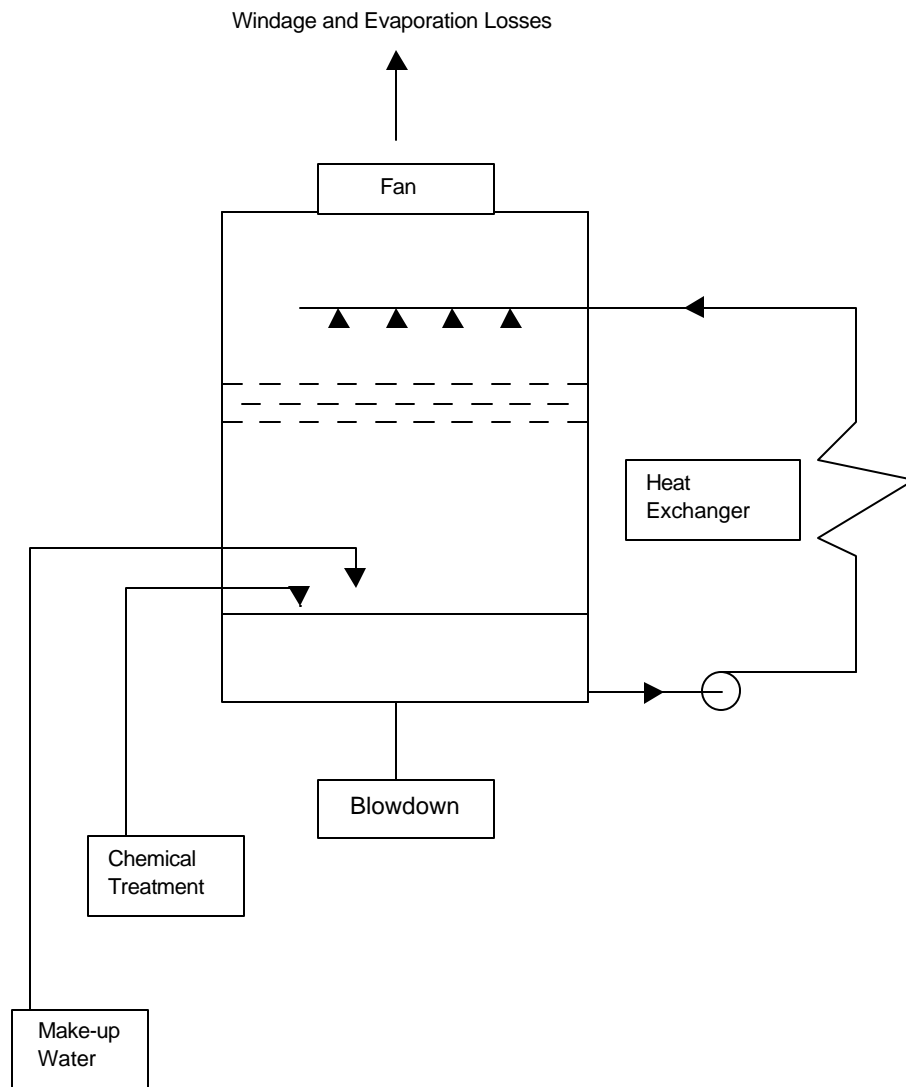 Windage and Evaporation Losses
Fan
Heat
Exchanger
Blowdown
Chemical
Treatment
Make-up
Water